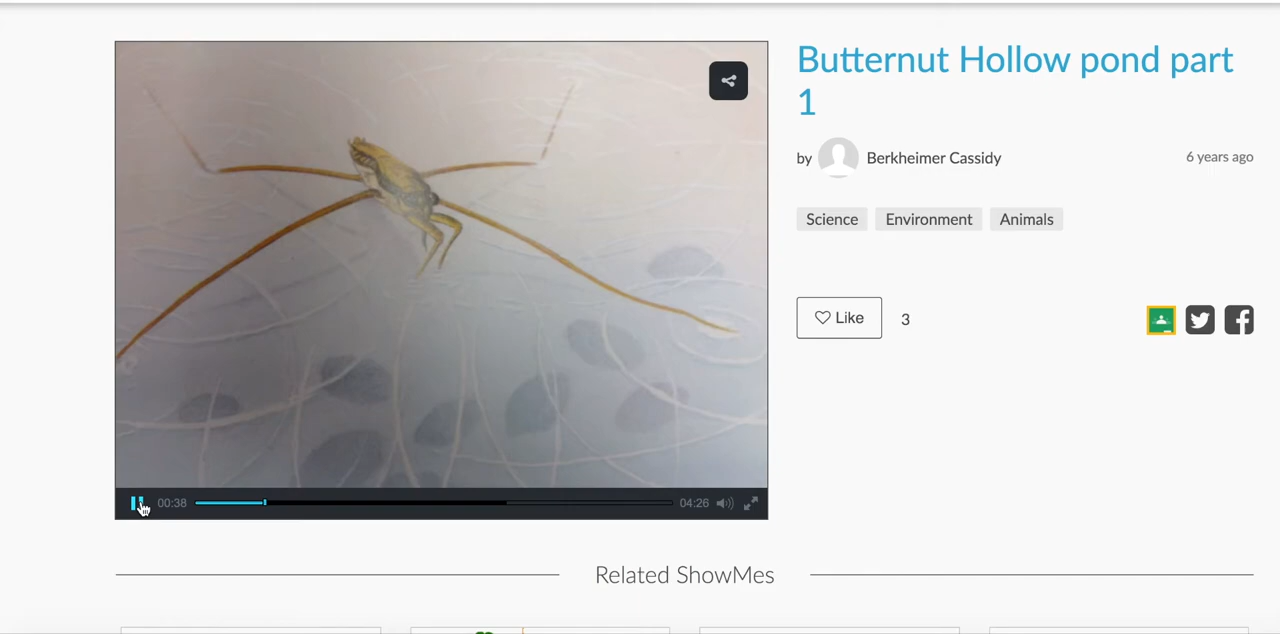 Butternut Hollow pond part
1
by Berkheimer Cassidy
6 years ago
Science Environment Animals
Like 3
00:38 04:26
Related ShowMes